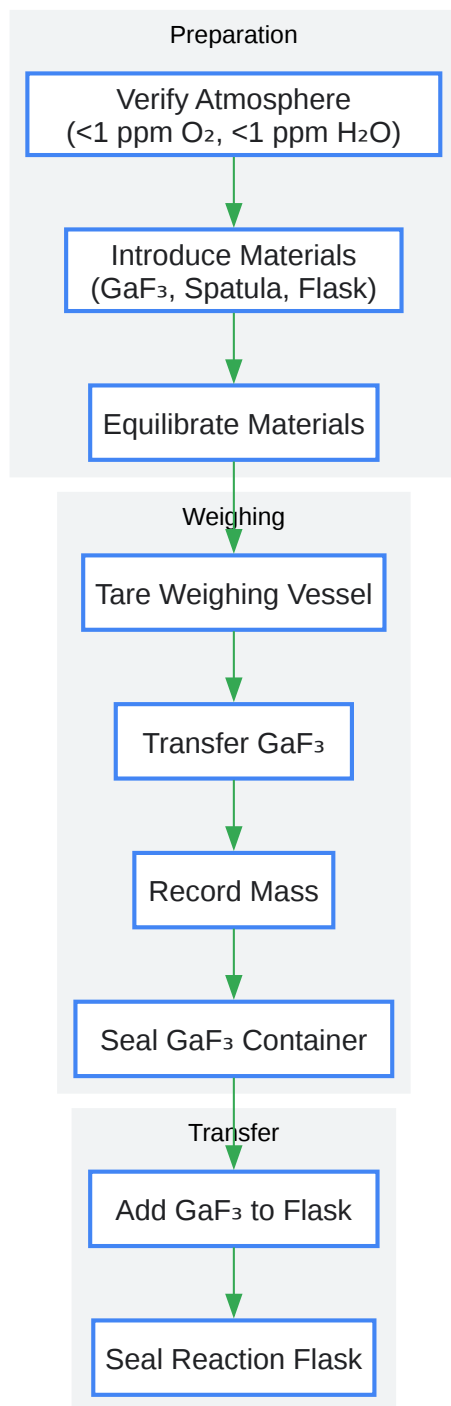 Preparation
Verify Atmosphere
(<1 ppm O₂, <1 ppm H₂O)
Introduce Materials
(GaF₃, Spatula, Flask)
Equilibrate Materials
Weighing
Tare Weighing Vessel
Transfer GaF₃
Record Mass
Seal GaF₃ Container
Transfer
Add GaF₃ to Flask
Seal Reaction Flask